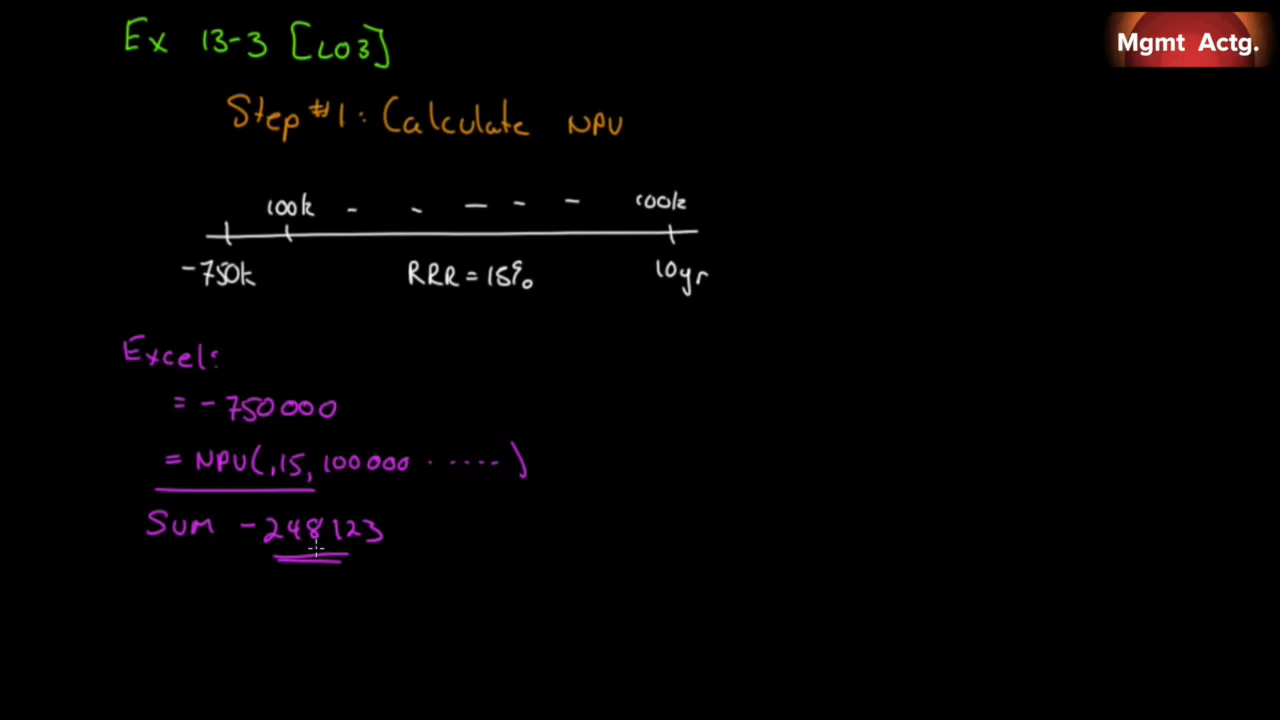 Mgmt Actg.
Ex 13-3 [LO3]
Step #1: Calculate NPV
100k - - - - - 100k
-750k RRR = 15% 10yr
Excel:
= -750000
= NPV(.15, 100000 · ····· )
Sum -248123